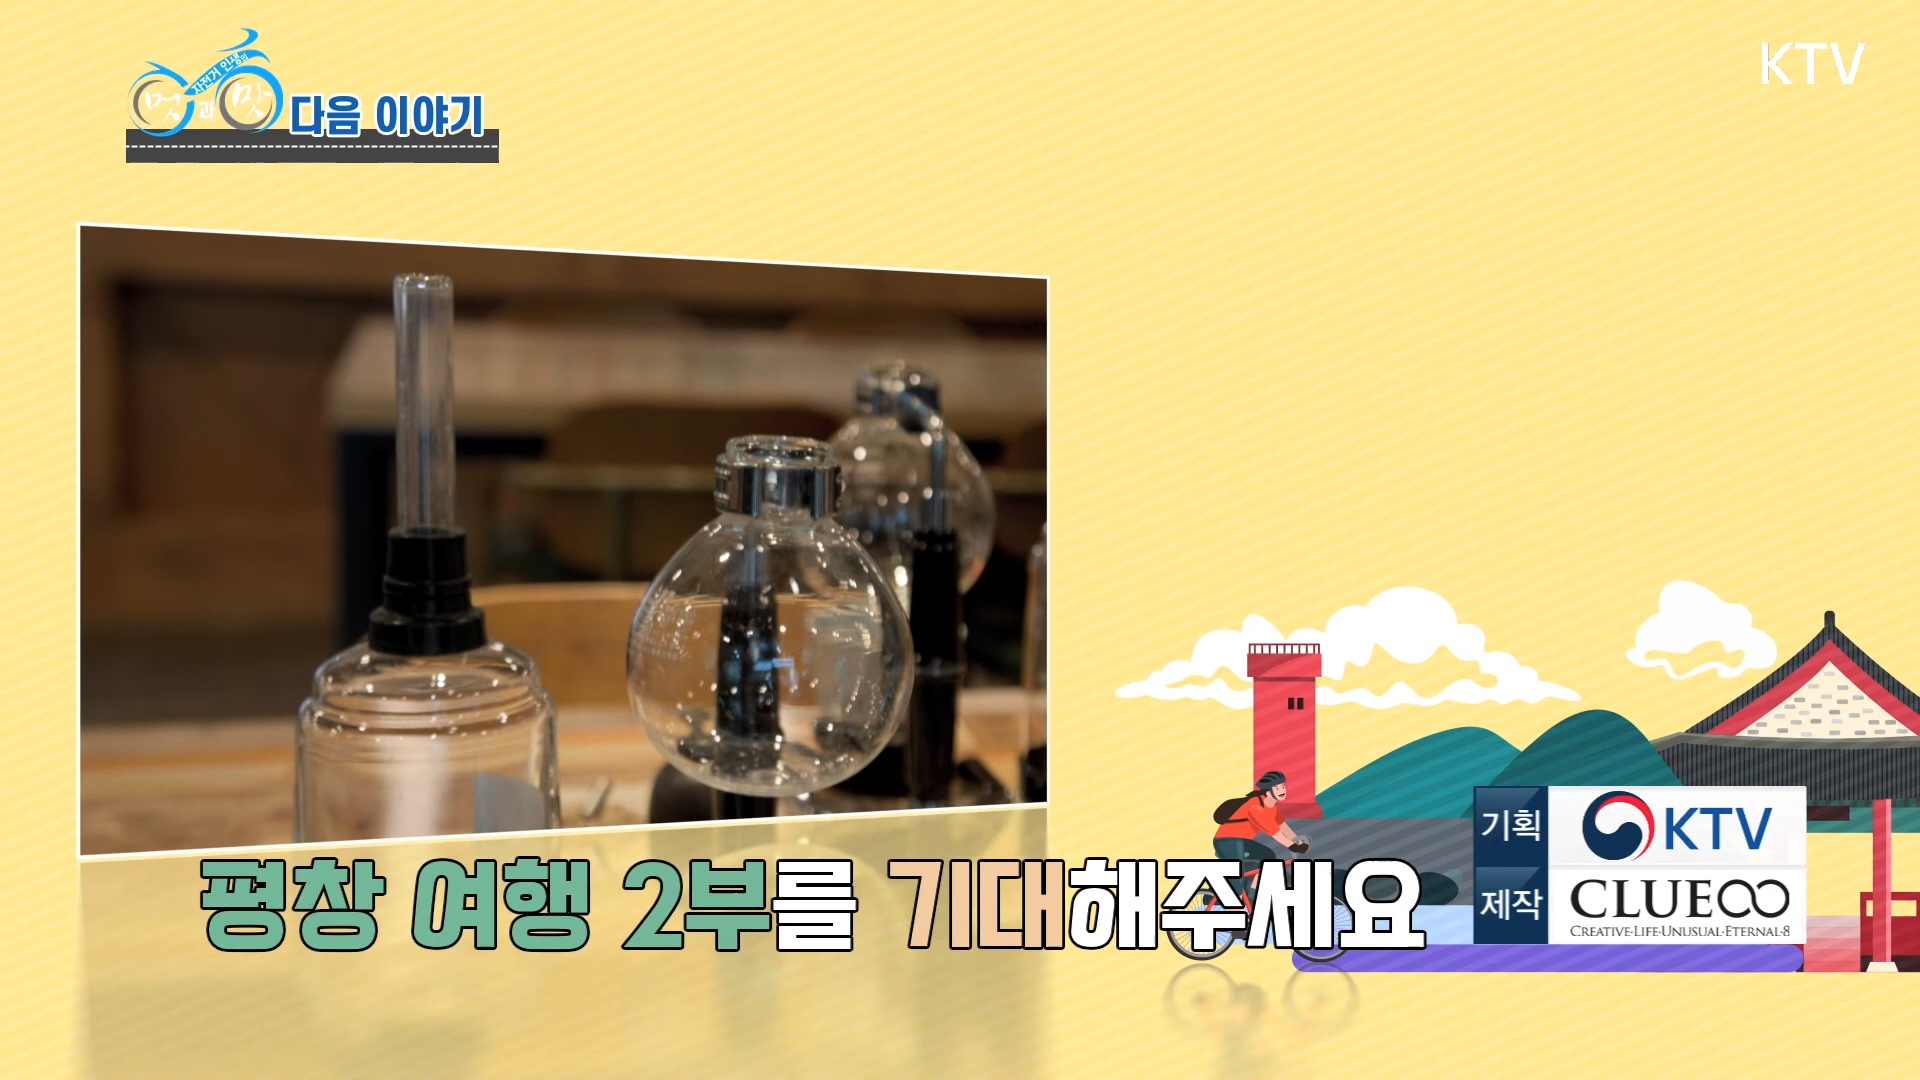 KTV
자전거 인생의
멋과 맛 다음 이야기
평창 여행 2부를 기대해주세요
기획 KTV
제작 CLUE∞
CREATIVE·LIFE·UNUSUAL·ETERNAL·8